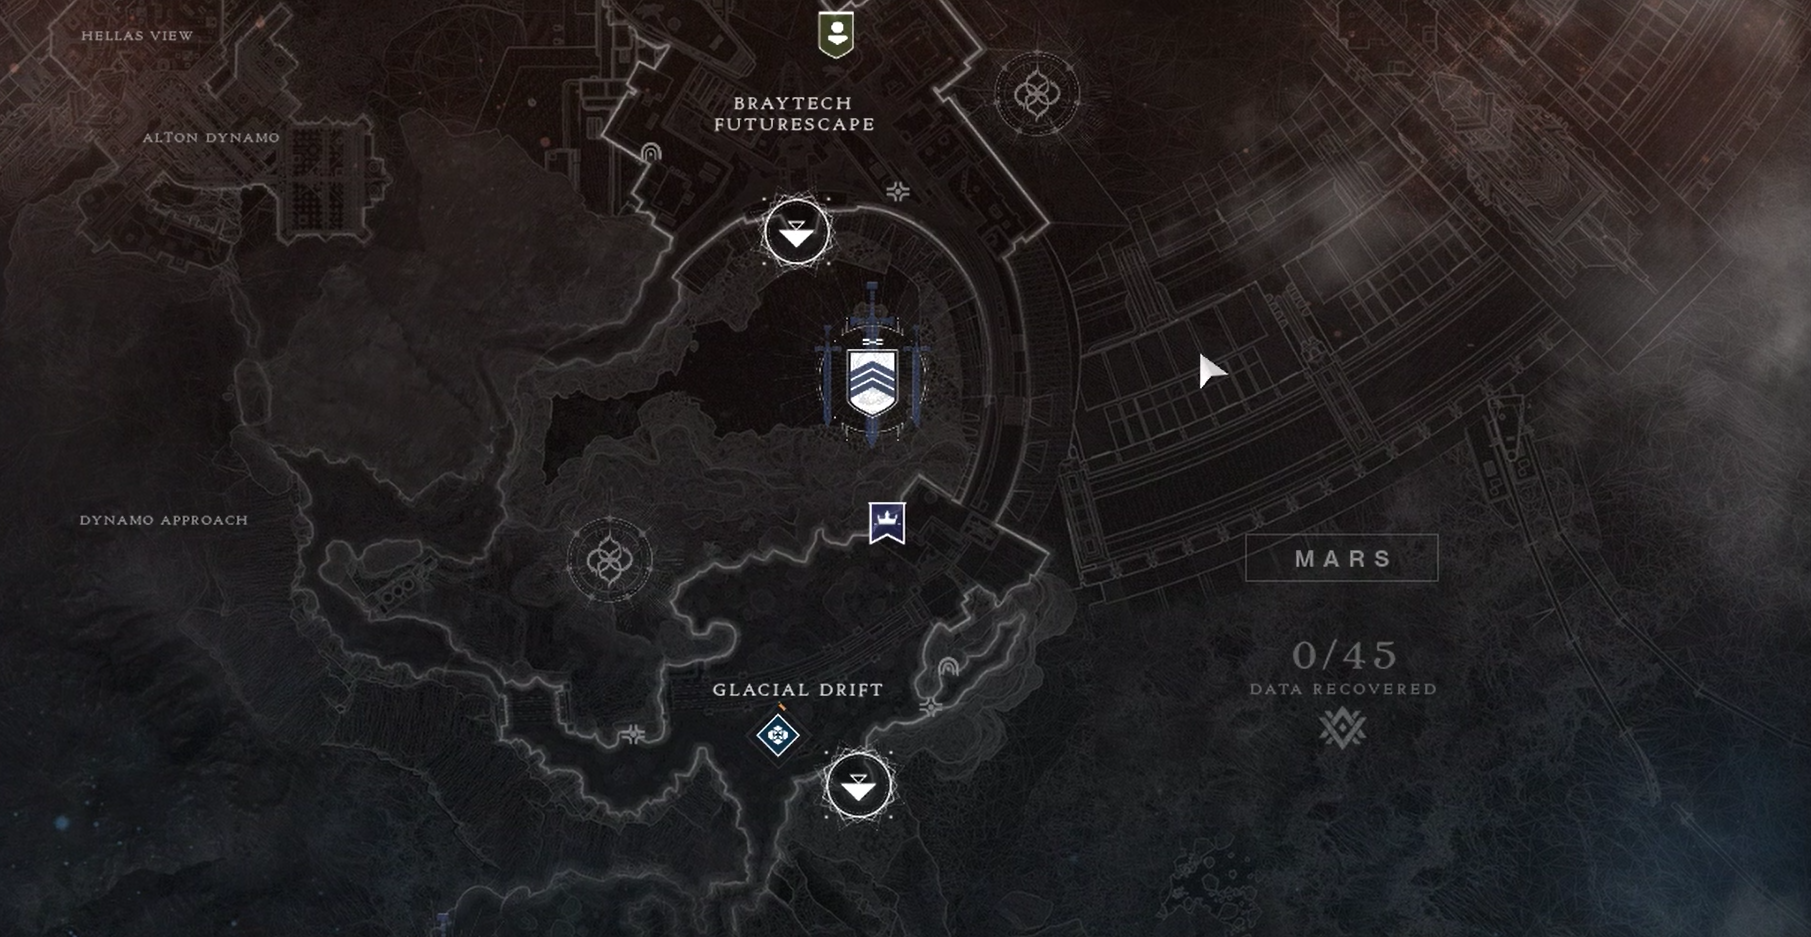 HELLAS VIEW
BRAYTECH
FUTURESCAPE
ALTON DYNAMO
DYNAMO APPROACH
MARS
0/45
DATA RECOVERED
GLACIAL DRIFT